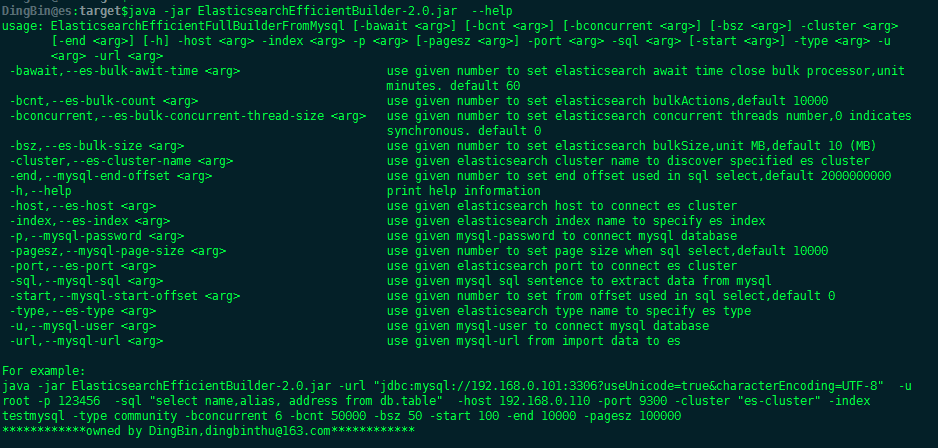 DingBin@es:target$java -jar ElasticsearchEfficientBuilder-2.0.jar  --help
usage: ElasticsearchEfficientFullBuilderFromMysql [-bawait <arg>] [-bcnt <arg>] [-bconcurrent <arg>] [-bsz <arg>] -cluster <arg>
[-end <arg>] [-h] -host <arg> -index <arg> -p <arg> [-pagesz <arg>] -port <arg> -sql <arg> [-start <arg>] -type <arg> -u
<arg> -url <arg>
-bawait,--es-bulk-awit-time <arg> use given number to set elasticsearch await time close bulk processor,unit
minutes. default 60
-bcnt,--es-bulk-count <arg> use given number to set elasticsearch bulkActions,default 10000
-bconcurrent,--es-bulk-concurrent-thread-size <arg> use given number to set elasticsearch concurrent threads number,0 indicates
synchronous. default 0
-bsz,--es-bulk-size <arg> use given number to set elasticsearch bulkSize,unit MB,default 10 (MB)
-cluster,--es-cluster-name <arg> use given elasticsearch cluster name to discover specified es cluster
-end,--mysql-end-offset <arg> use given number to set end offset used in sql select,default 2000000000
-h,--help print help information
-host,--es-host <arg> use given elasticsearch host to connect es cluster
-index,--es-index <arg> use given elasticsearch index name to specify es index
-p,--mysql-password <arg> use given mysql-password to connect mysql database
-pagesz,--mysql-page-size <arg> use given number to set page size when sql select,default 10000
-port,--es-port <arg> use given elasticsearch port to connect es cluster
-sql,--mysql-sql <arg> use given mysql sql sentence to extract data from mysql
-start,--mysql-start-offset <arg> use given number to set from offset used in sql select,default 0
-type,--es-type <arg> use given elasticsearch type name to specify es type
-u,--mysql-user <arg> use given mysql-user to connect mysql database
-url,--mysql-url <arg> use given mysql-url from import data to es
For example:
java -jar ElasticsearchEfficientBuilder-2.0.jar -url "jdbc:mysql://192.168.0.101:3306?useUnicode=true&characterEncoding=UTF-8"  -u
root -p 123456  -sql "select name,alias, address from db.table"  -host 192.168.0.110 -port 9300 -cluster "es-cluster" -index
testmysql -type community -bconcurrent 6 -bcnt 50000 -bsz 50 -start 100 -end 10000 -pagesz 100000
************owned by DingBin,dingbinthu@163.com************